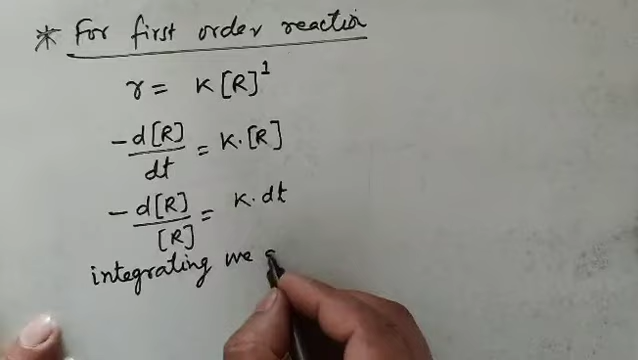 * For first order reaction
r = K[R]¹
-d[R]/dt = K.[R]
-d[R]/[R] = K.dt
integrating we